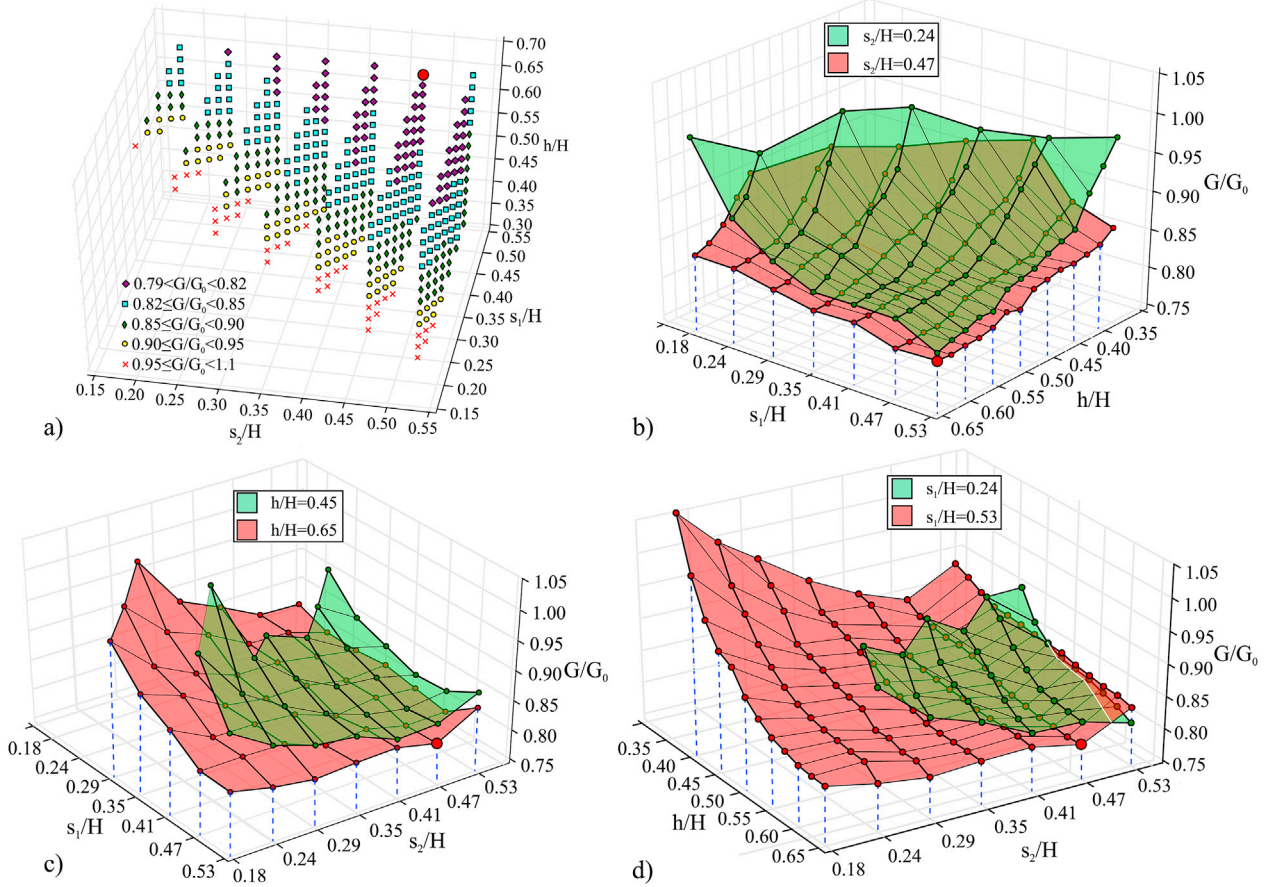 0.70
0.65
0.60
0.55
0.50
h/H
0.45
0.40
0.35
0.30
0.55
0.50
0.45
0.40
0.35
s₁/H
0.30
0.25
0.20
0.15
0.79<G/G₀<0.82
0.82≤G/G₀<0.85
0.85≤G/G₀<0.90
0.90≤G/G₀<0.95
0.95≤G/G₀<1.1
0.15 0.20 0.25 0.30 0.35 0.40 0.45 0.50 0.55
s₂/H
a)
s₂/H=0.24
s₂/H=0.47
1.05
1.00
0.95
G/G₀
0.90
0.85
0.80
0.75
0.18 0.24 0.29 0.35 0.41 0.47 0.53
s₁/H
0.65 0.60 0.55 0.50 0.45 0.40 0.35
h/H
b)
h/H=0.45
h/H=0.65
1.05
1.00
0.95
G/G₀
0.90
0.85
0.80
0.75
0.18 0.24 0.29 0.35 0.41 0.47 0.53
s₁/H
0.18 0.24 0.29 0.35 0.41 0.47 0.53
s₂/H
c)
s₁/H=0.24
s₁/H=0.53
1.05
1.00
0.95
G/G₀
0.90
0.85
0.80
0.75
0.35 0.40 0.45 0.50 0.55 0.60 0.65
h/H
0.18 0.24 0.29 0.35 0.41 0.47 0.53
s₂/H
d)